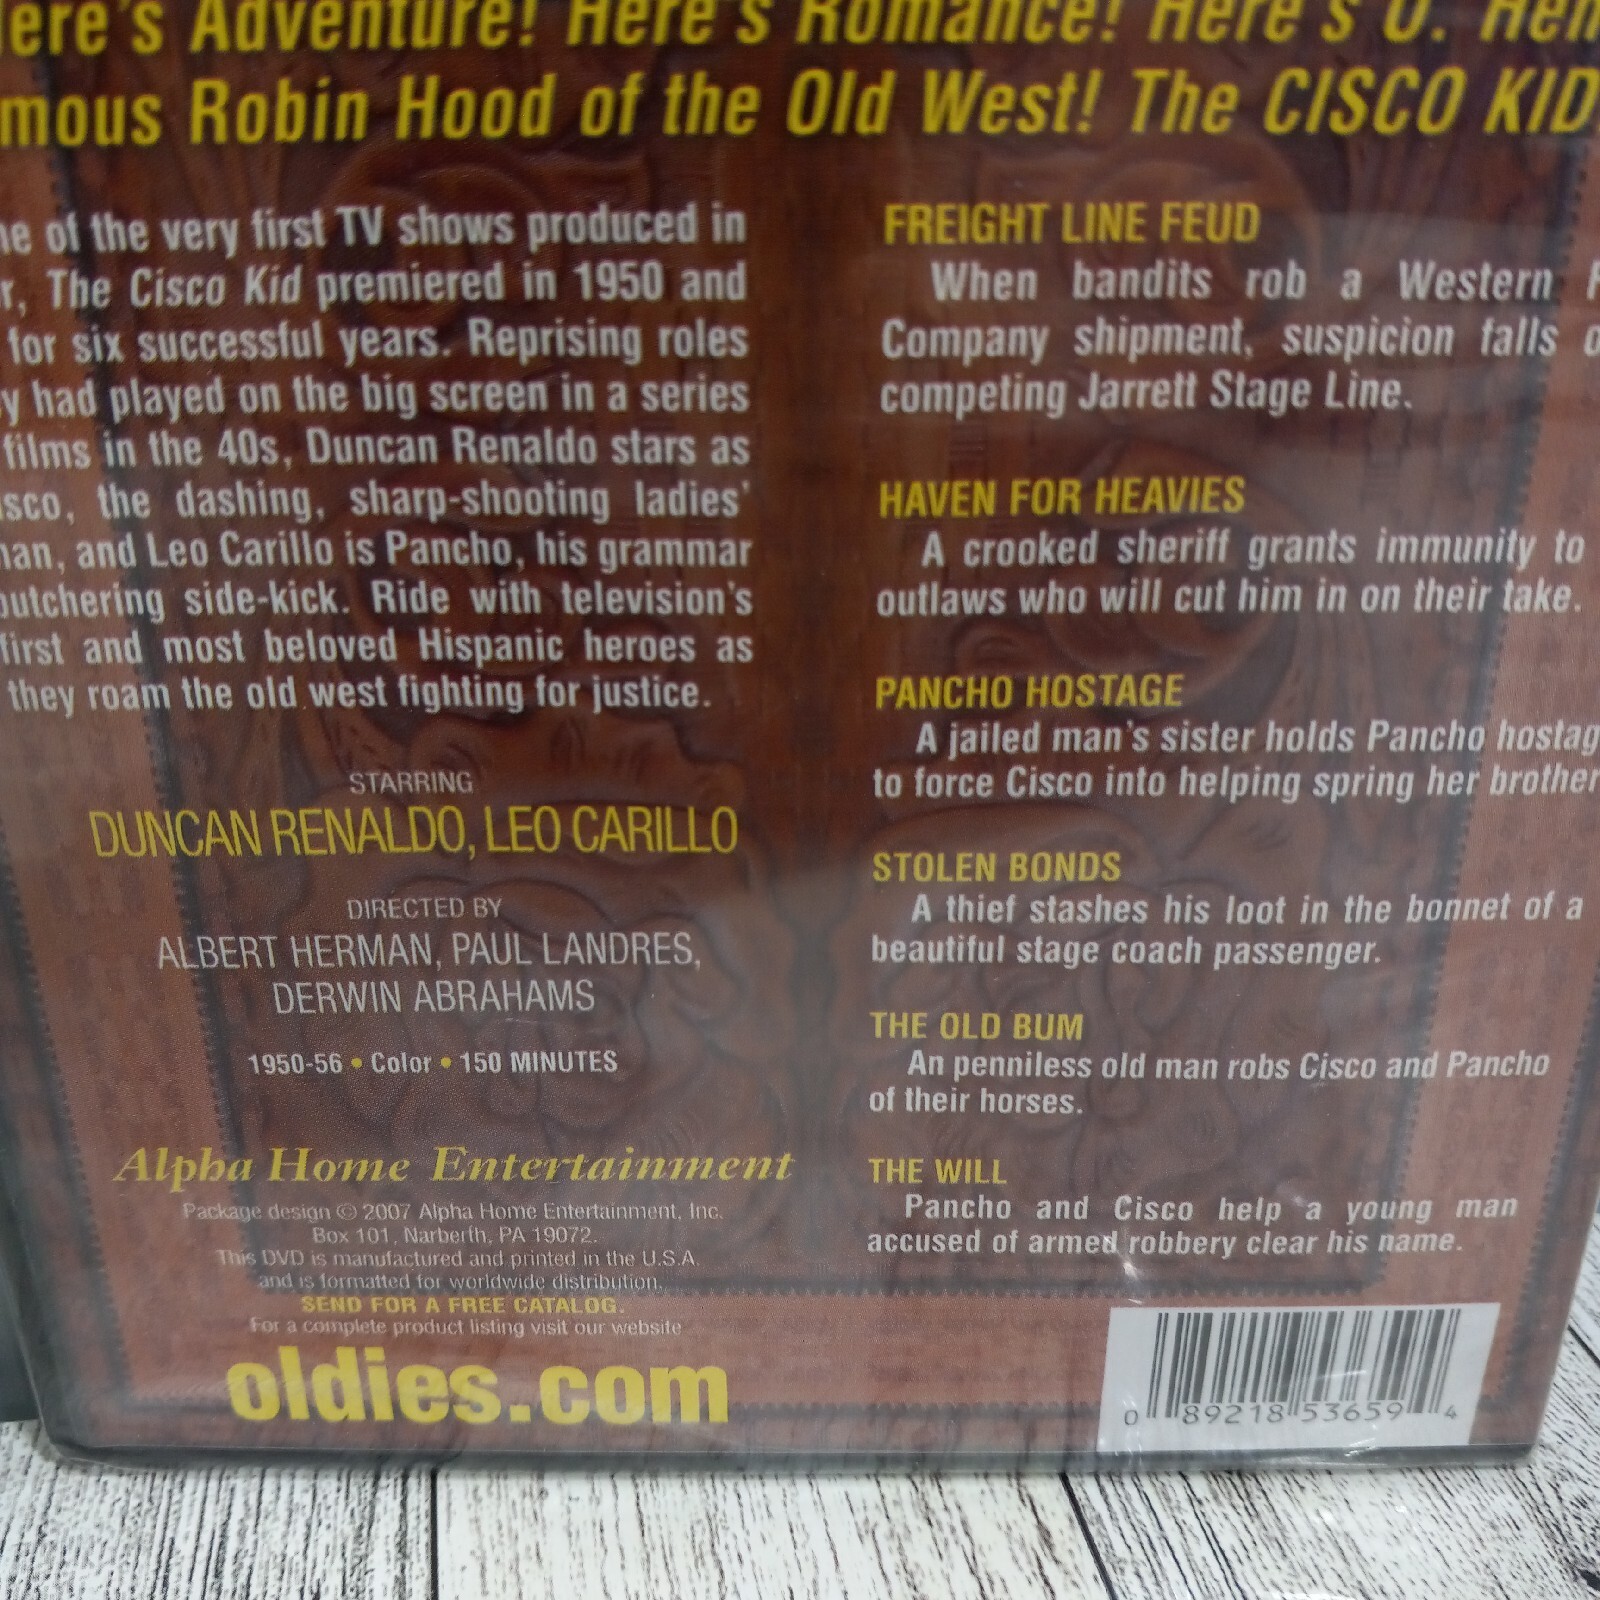 ere's Adventure! Here's Romance! Here's O. Hen
mous Robin Hood of the Old West! The CISCO KID
ne of the very first TV shows produced in
r, The Cisco Kid premiered in 1950 and
for six successful years. Reprising roles
y had played on the big screen in a series
films in the 40s, Duncan Renaldo stars as
isco, the dashing, sharp-shooting ladies'
nan, and Leo Carillo is Pancho, his grammar
butchering side-kick. Ride with television's
first and most beloved Hispanic heroes as
they roam the old west fighting for justice.
STARRING
DUNCAN RENALDO, LEO CARILLO
DIRECTED BY
ALBERT HERMAN, PAUL LANDRES,
DERWIN ABRAHAMS
1950-56 • Color • 150 MINUTES
Alpha Home Entertainment
Package design © 2007 Alpha Home Entertainment, Inc.
Box 101, Narberth, PA 19072.
This DVD is manufactured and printed in the U.S.A.
and is formatted for worldwide distribution.
SEND FOR A FREE CATALOG.
For a complete product listing visit our website
oldies.com
FREIGHT LINE FEUD
When bandits rob a Western F
Company shipment, suspicion falls o
competing Jarrett Stage Line.
HAVEN FOR HEAVIES
A crooked sheriff grants immunity to
outlaws who will cut him in on their take.
PANCHO HOSTAGE
A jailed man's sister holds Pancho hostag
to force Cisco into helping spring her brother
STOLEN BONDS
A thief stashes his loot in the bonnet of a
beautiful stage coach passenger.
THE OLD BUM
An penniless old man robs Cisco and Pancho
of their horses.
THE WILL
Pancho and Cisco help a young man
accused of armed robbery clear his name.
0 89218 53659 4